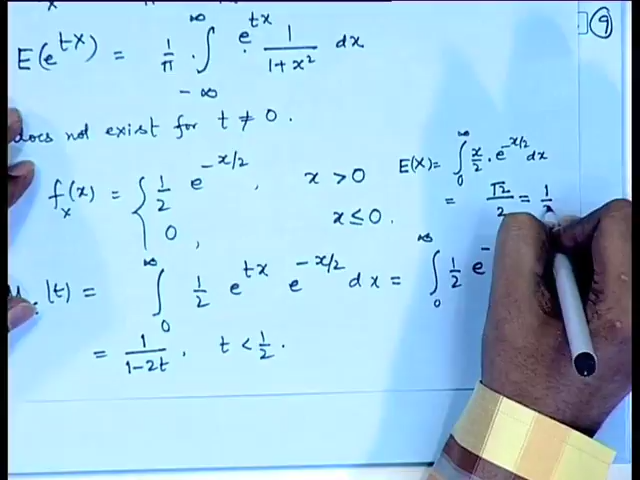 9
E(e^{tx}) = 1/π . ∫_{-∞}^{∞} e^{tx} . 1/(1+x²) dx
does not exist for t ≠ 0.
E(X) = ∫_0^∞ x/2 . e^{-x/2} dx
= Γ2/2 = 1/
f_x(x) = { 1/2 e^{-x/2} , x > 0
0 , x ≤ 0.
(t) = ∫_0^∞ 1/2 e^{tx} e^{-x/2} dx = ∫_0^∞ 1/2 e^{-
= 1/(1-2t) , t < 1/2 .